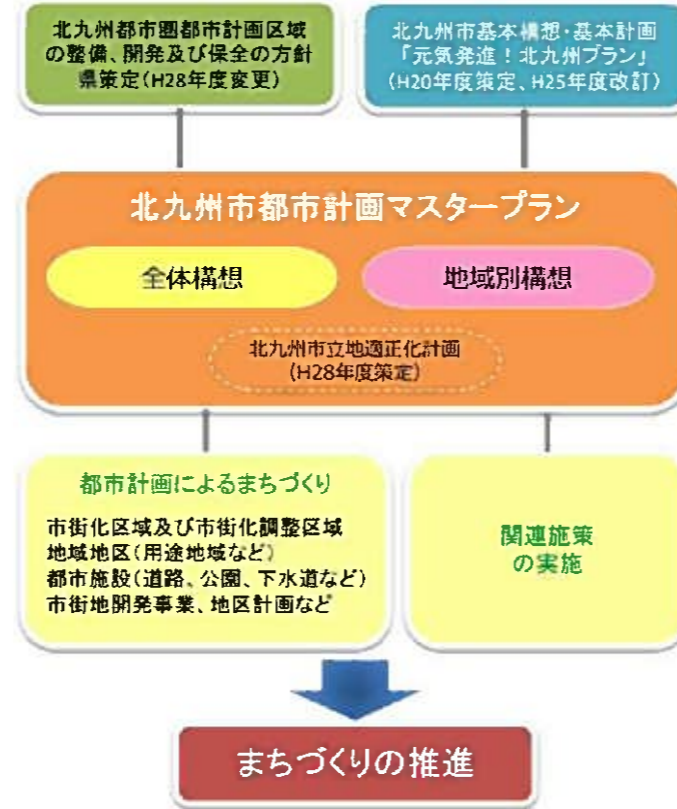 北九州都市圏都市計画区域
の整備、開発及び保全の方針
県策定(H28年度変更)
北九州市基本構想・基本計画
「元気発進!北九州プラン」
(H20年度策定、H25年度改訂)
北九州市都市計画マスタープラン
全体構想
地域別構想
北九州市立地適正化計画
(H28年度策定)
都市計画によるまちづくり
市街化区域及び市街化調整区域
地域地区(用途地域など)
都市施設(道路、公園、下水道など)
市街地開発事業、地区計画など
関連施策
の実施
まちづくりの推進